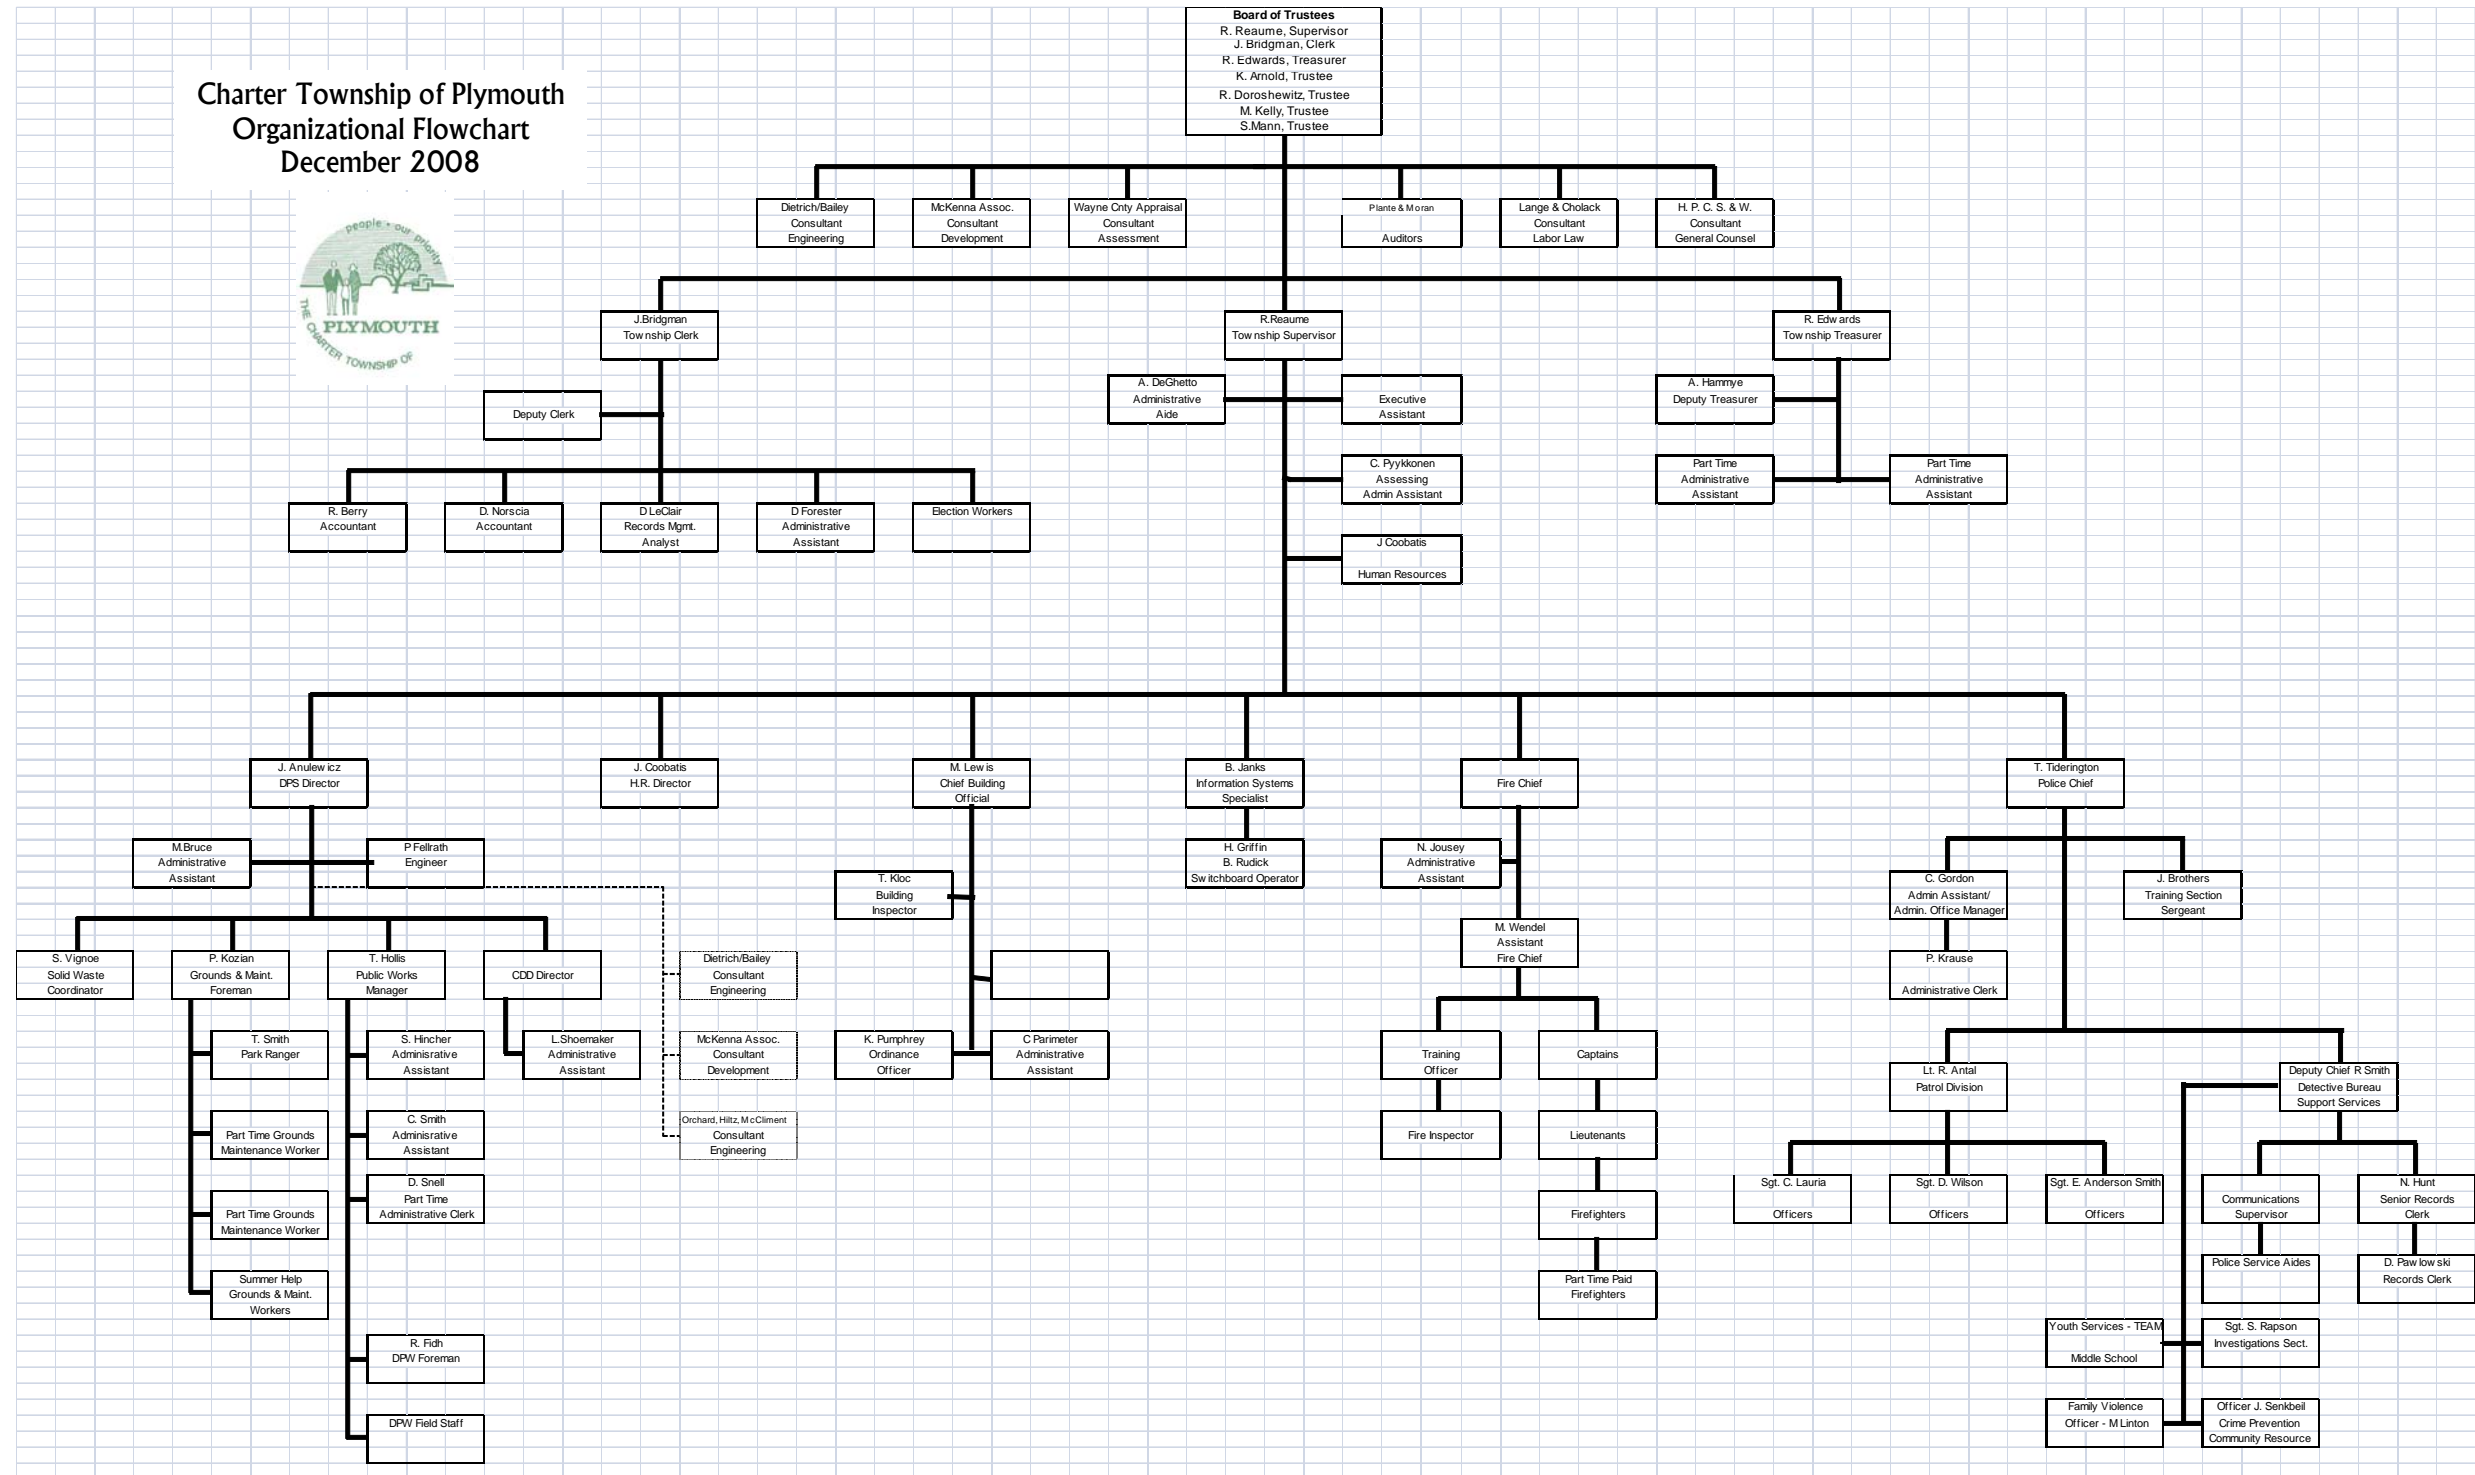 Board of Trustees
R. Reaume, Supervisor
J. Bridgman, Clerk
R. Edwards, Treasurer
K. Arnold, Trustee
R. Doroshewitz, Trustee
M. Kelly, Trustee
S.Mann, Trustee
Charter Township of Plymouth
Organizational Flowchart
December 2008
people • our priority
PLYMOUTH
THE CHARTER TOWNSHIP OF
Dietrich/Bailey
Consultant
Engineering
McKenna Assoc.
Consultant
Development
Wayne Cnty Appraisal
Consultant
Assessment
Plante & Moran
Auditors
Lange & Cholack
Consultant
Labor Law
H. P. C. S. & W.
Consultant
General Counsel
J.Bridgman
Township Clerk
R.Reaume
Township Supervisor
R. Edwards
Township Treasurer
Deputy Clerk
A. DeGhetto
Administrative
Aide
Executive
Assistant
A. Hammye
Deputy Treasurer
C. Pyykkonen
Assessing
Admin Assistant
Part Time
Administrative
Assistant
Part Time
Administrative
Assistant
R. Berry
Accountant
D. Norscia
Accountant
D LeClair
Records Mgmt.
Analyst
D Forester
Administrative
Assistant
Election Workers
J Coobatis
Human Resources
J. Anulewicz
DPS Director
J. Coobatis
H.R. Director
M. Lewis
Chief Building
Official
B. Janks
Information Systems
Specialist
Fire Chief
T. Tiderington
Police Chief
M.Bruce
Administrative
Assistant
P Fellrath
Engineer
T. Kloc
Building
Inspector
H. Griffin
B. Rudick
Switchboard Operator
N. Jousey
Administrative
Assistant
C. Gordon
Admin Assistant/
Admin. Office Manager
J. Brothers
Training Section
Sergeant
M. Wendel
Assistant
Fire Chief
S. Vignoe
Solid Waste
Coordinator
P. Kozian
Grounds & Maint.
Foreman
T. Hollis
Public Works
Manager
CDD Director
Dietrich/Bailey
Consultant
Engineering
P. Krause
Administrative Clerk
T. Smith
Park Ranger
S. Hincher
Adminisrative
Assistant
L.Shoemaker
Administrative
Assistant
McKenna Assoc.
Consultant
Development
K. Pumphrey
Ordinance
Officer
C Parimeter
Administrative
Assistant
Training
Officer
Captains
Lt. R. Antal
Patrol Division
Deputy Chief R Smith
Detective Bureau
Support Services
Part Time Grounds
Maintenance Worker
C. Smith
Adminisrative
Assistant
Orchard, Hiltz, McCliment
Consultant
Engineering
Fire Inspector
Lieutenants
Part Time Grounds
Maintenance Worker
D. Snell
Part Time
Administrative Clerk
Firefighters
Sgt. C. Lauria
Officers
Sgt. D. Wilson
Officers
Sgt. E. Anderson Smith
Officers
Communications
Supervisor
N. Hunt
Senior Records
Clerk
Summer Help
Grounds & Maint.
Workers
Part Time Paid
Firefighters
Police Service Aides
D. Pawlowski
Records Clerk
R. Fidh
DPW Foreman
Youth Services - TEAM
Middle School
Sgt. S. Rapson
Investigations Sect.
DPW Field Staff
Family Violence
Officer - M Linton
Officer J. Senkbeil
Crime Prevention
Community Resource